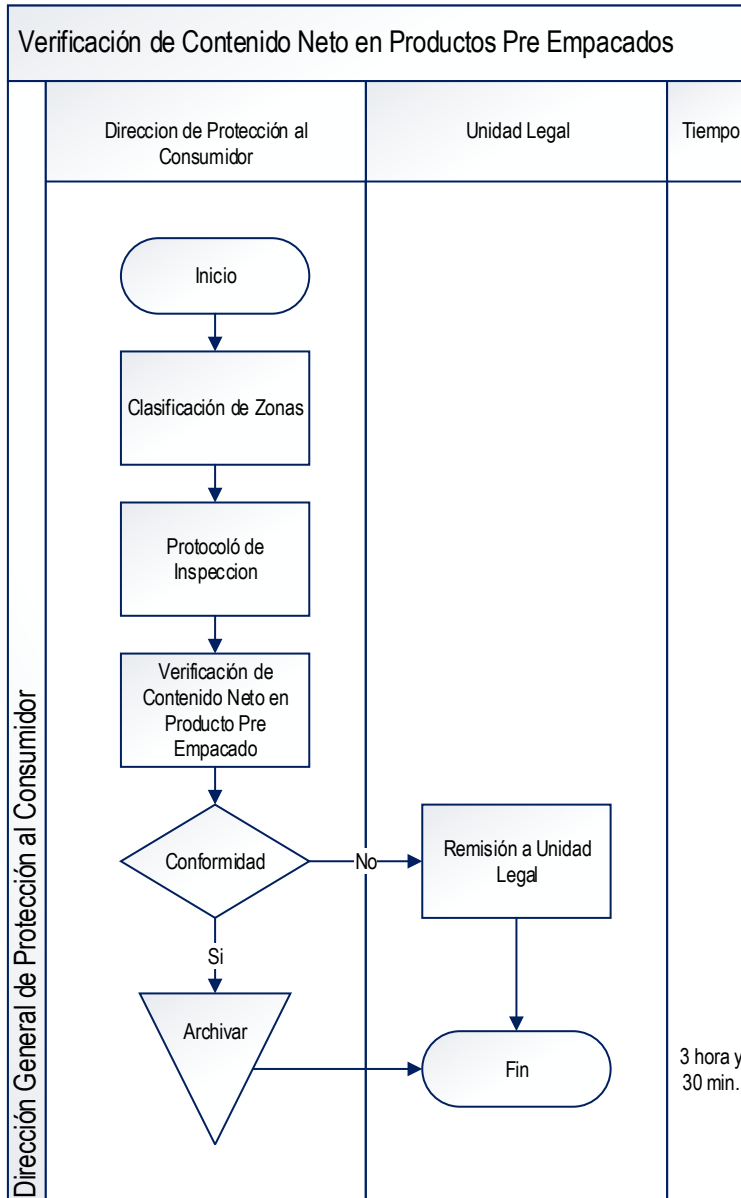 Verificación de Contenido Neto en Productos Pre Empacados
Direccion de Protección al
Consumidor
Unidad Legal
Tiempo
Dirección General de Protección al Consumidor
Inicio
Clasificación de Zonas
Protocoló de
Inspeccion
Verificación de
Contenido Neto en
Producto Pre
Empacado
Conformidad
No
Remisión a Unidad
Legal
Si
Archivar
Fin
3 hora y
30 min.